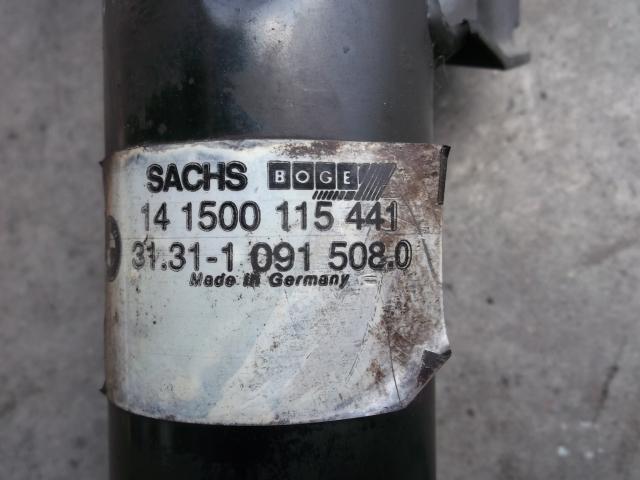 SACHS BOGE
14 1500 115 441
31.31-1 091 508.0
Made in Germany